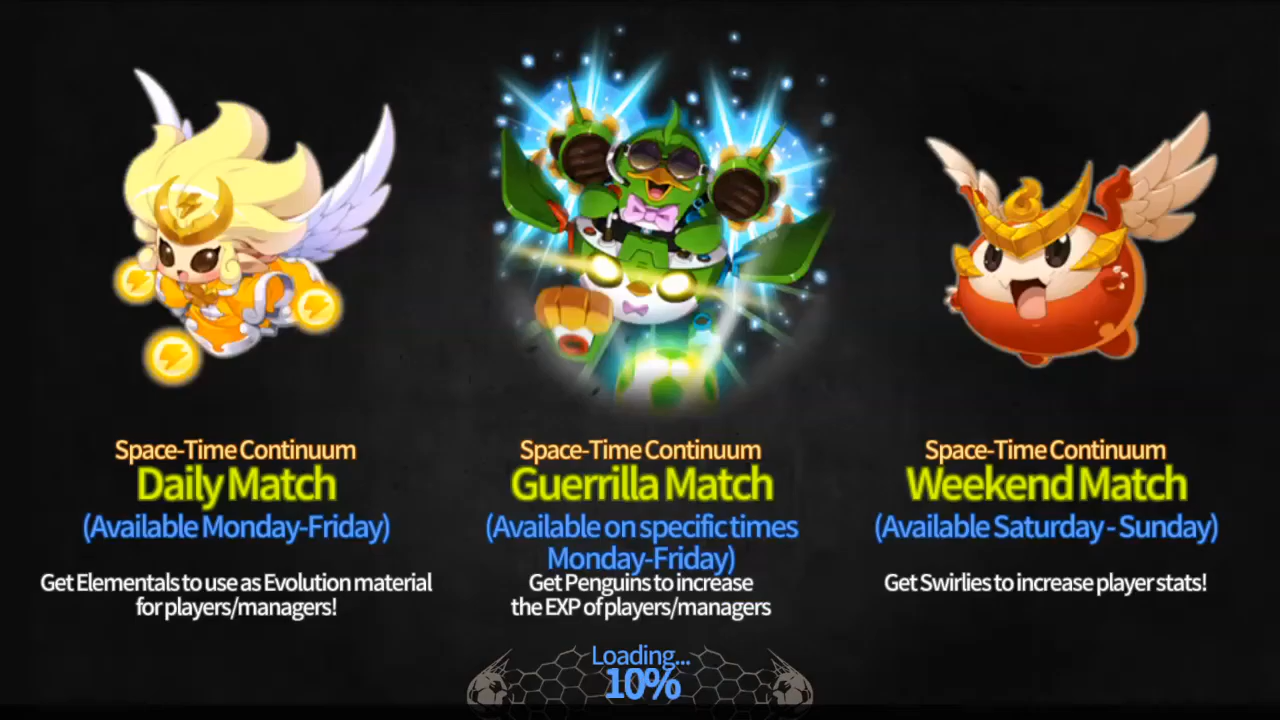 Space-Time Continuum
Daily Match
(Available Monday-Friday)
Get Elementals to use as Evolution material
for players/managers!
Space-Time Continuum
Guerrilla Match
(Available on specific times
Monday-Friday)
Get Penguins to increase
the EXP of players/managers
Space-Time Continuum
Weekend Match
(Available Saturday - Sunday)
Get Swirlies to increase player stats!
Loading...
10%